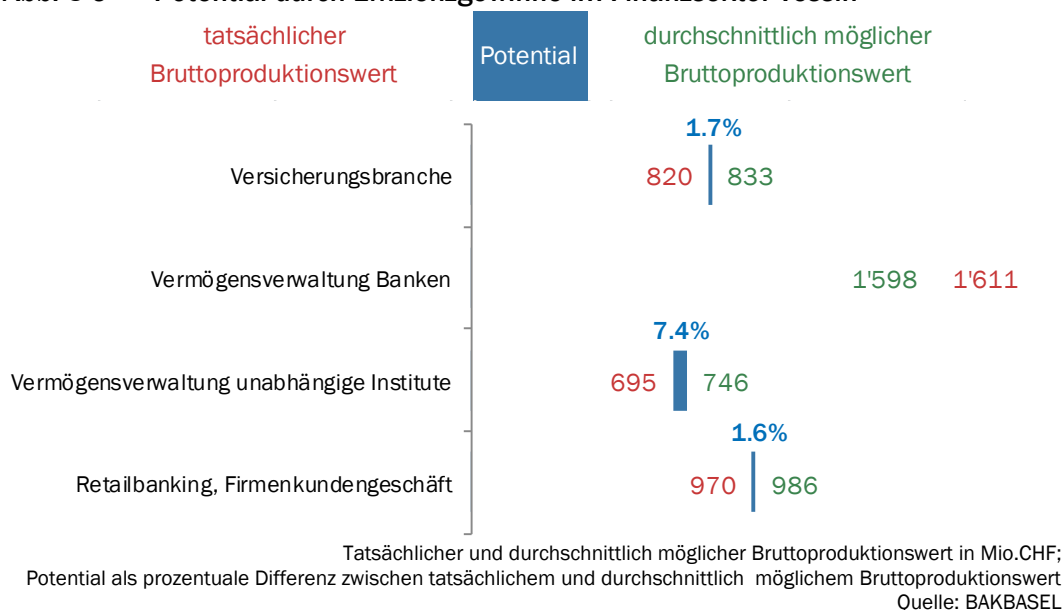 tatsächlicher
Bruttoproduktionswert
Potential
durchschnittlich möglicher
Bruttoproduktionswert
1.7%
Versicherungsbranche 820 833
Vermögensverwaltung Banken 1'598 1'611
7.4%
Vermögensverwaltung unabhängige Institute 695 746
1.6%
Retailbanking, Firmenkundengeschäft 970 986
Tatsächlicher und durchschnittlich möglicher Bruttoproduktionswert in Mio.CHF;
Potential als prozentuale Differenz zwischen tatsächlichem und durchschnittlich möglichem Bruttoproduktionswert
Quelle: BAKBASEL